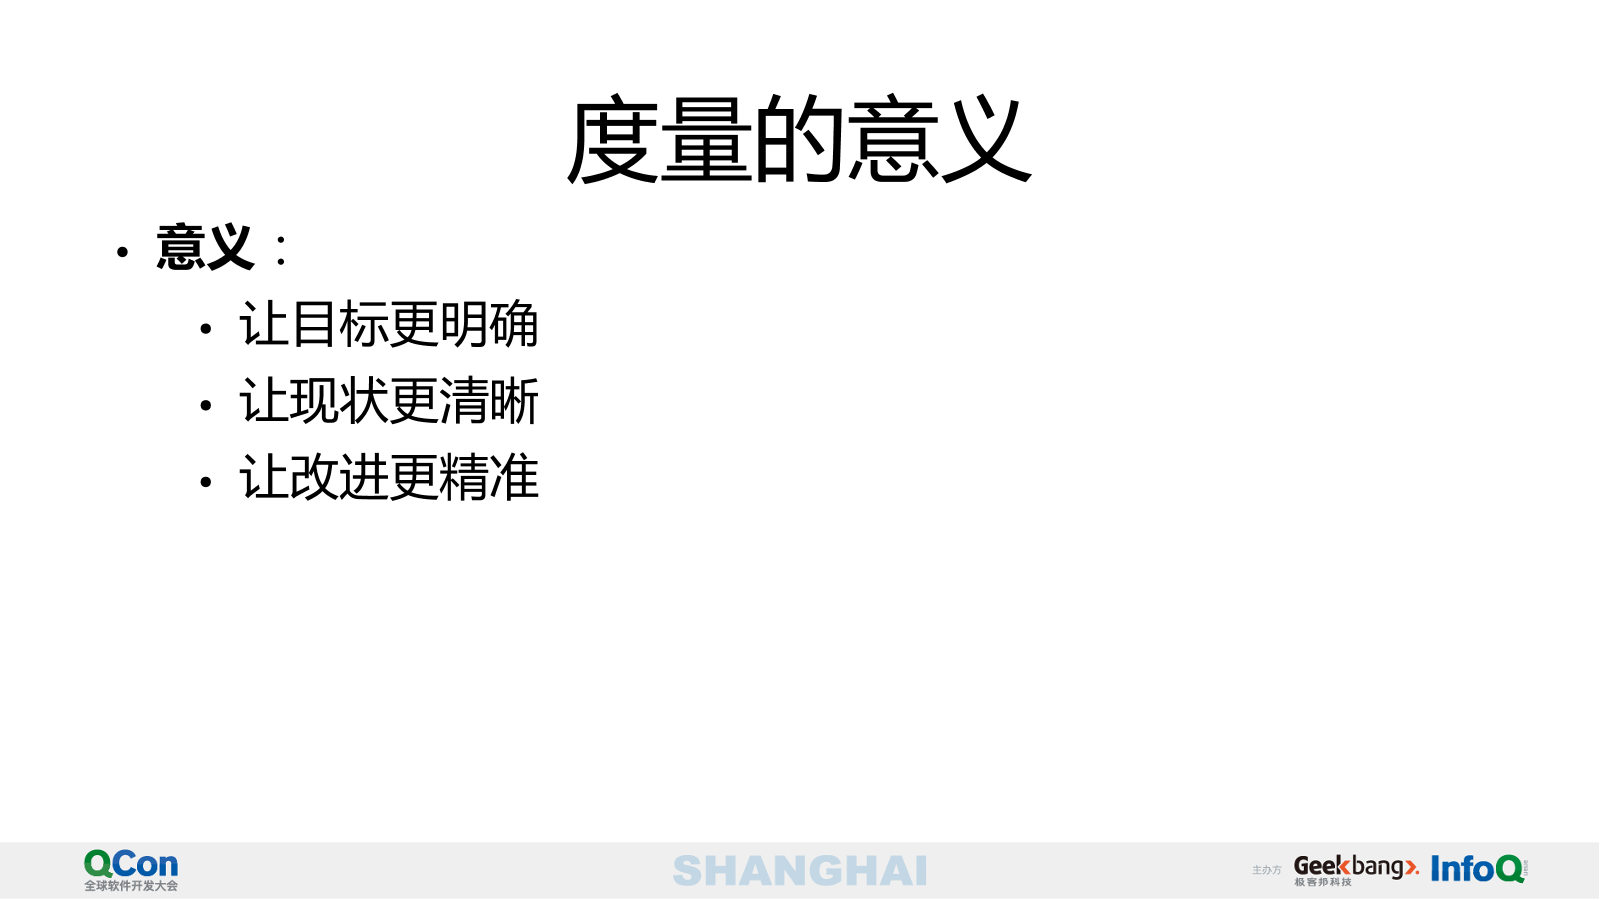 度量的意义
• 意义：
• 让目标更明确
• 让现状更清晰
• 让改进更精准
QCon
全球软件开发大会
SHANGHAI
主办方
Geekbang>.
极客邦科技
InfoQ